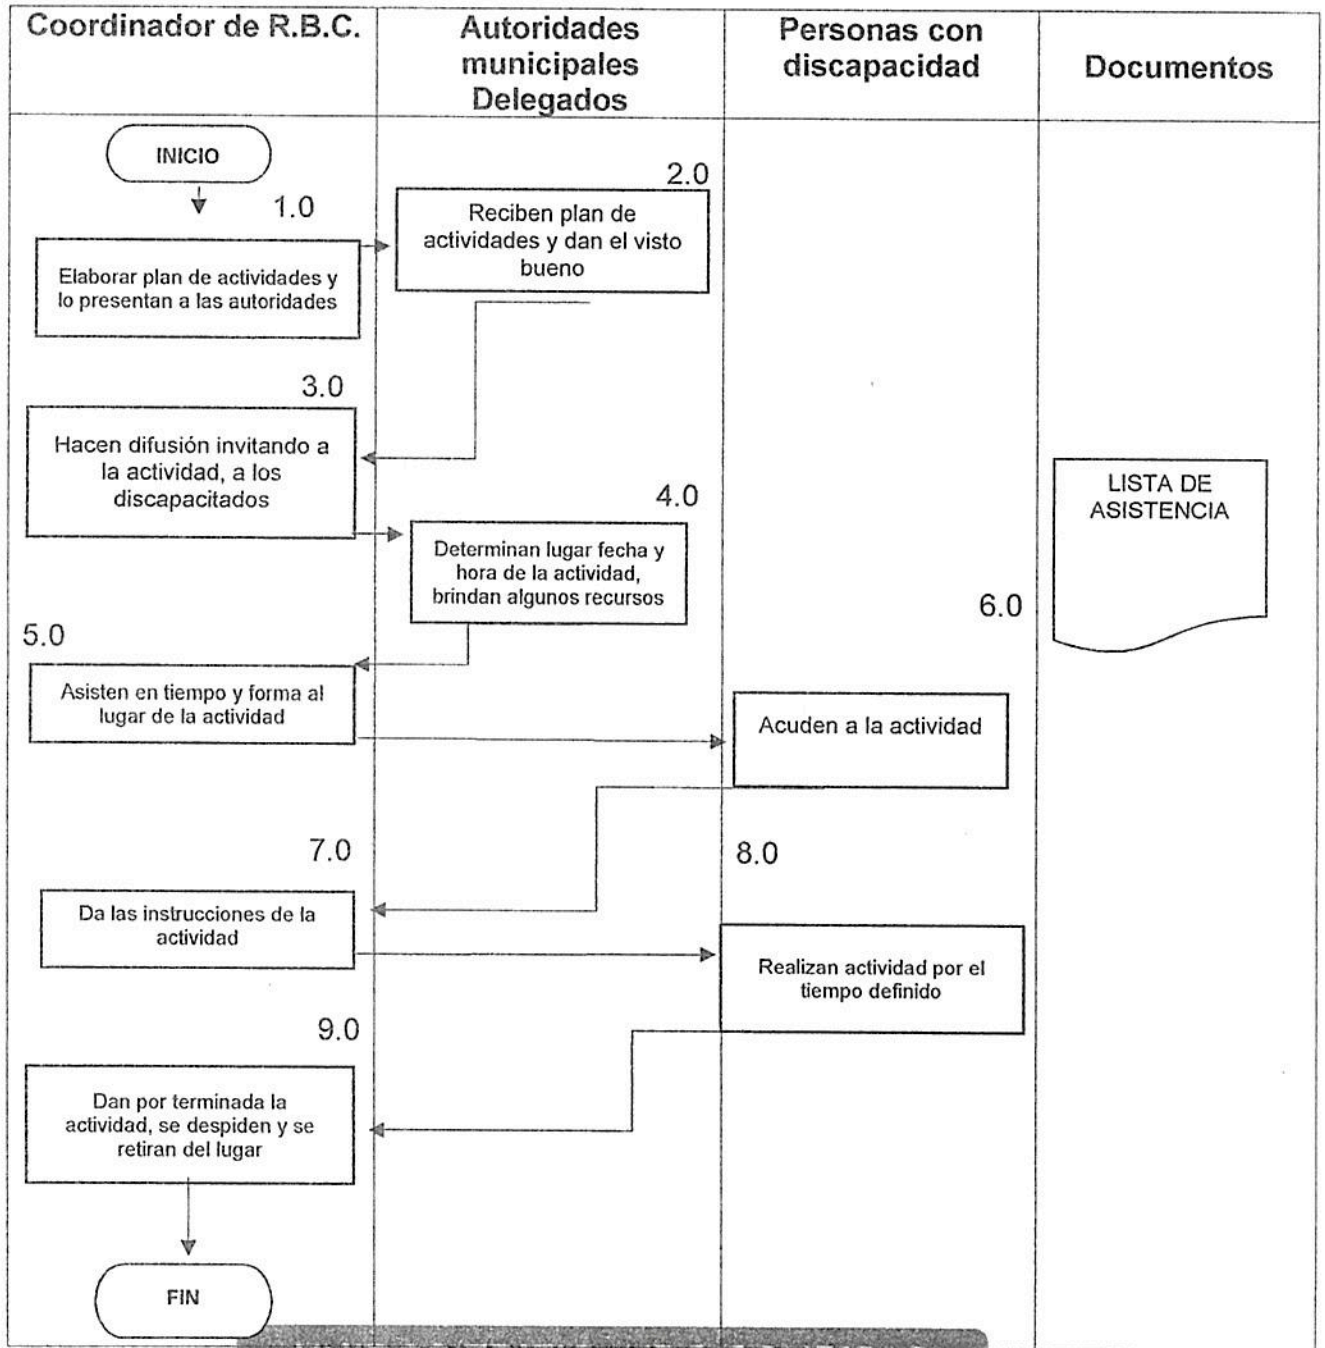 Coordinador de R.B.C.
Autoridades
municipales
Delegados
Personas con
discapacidad
Documentos
INICIO
1.0
Elaborar plan de actividades y
lo presentan a las autoridades
2.0
Reciben plan de
actividades y dan el visto
bueno
3.0
Hacen difusión invitando a
la actividad, a los
discapacitados
4.0
Determinan lugar fecha y
hora de la actividad,
brindan algunos recursos
LISTA DE
ASISTENCIA
5.0
Asisten en tiempo y forma al
lugar de la actividad
6.0
Acuden a la actividad
7.0
Da las instrucciones de la
actividad
8.0
Realizan actividad por el
tiempo definido
9.0
Dan por terminada la
actividad, se despiden y se
retiran del lugar
FIN